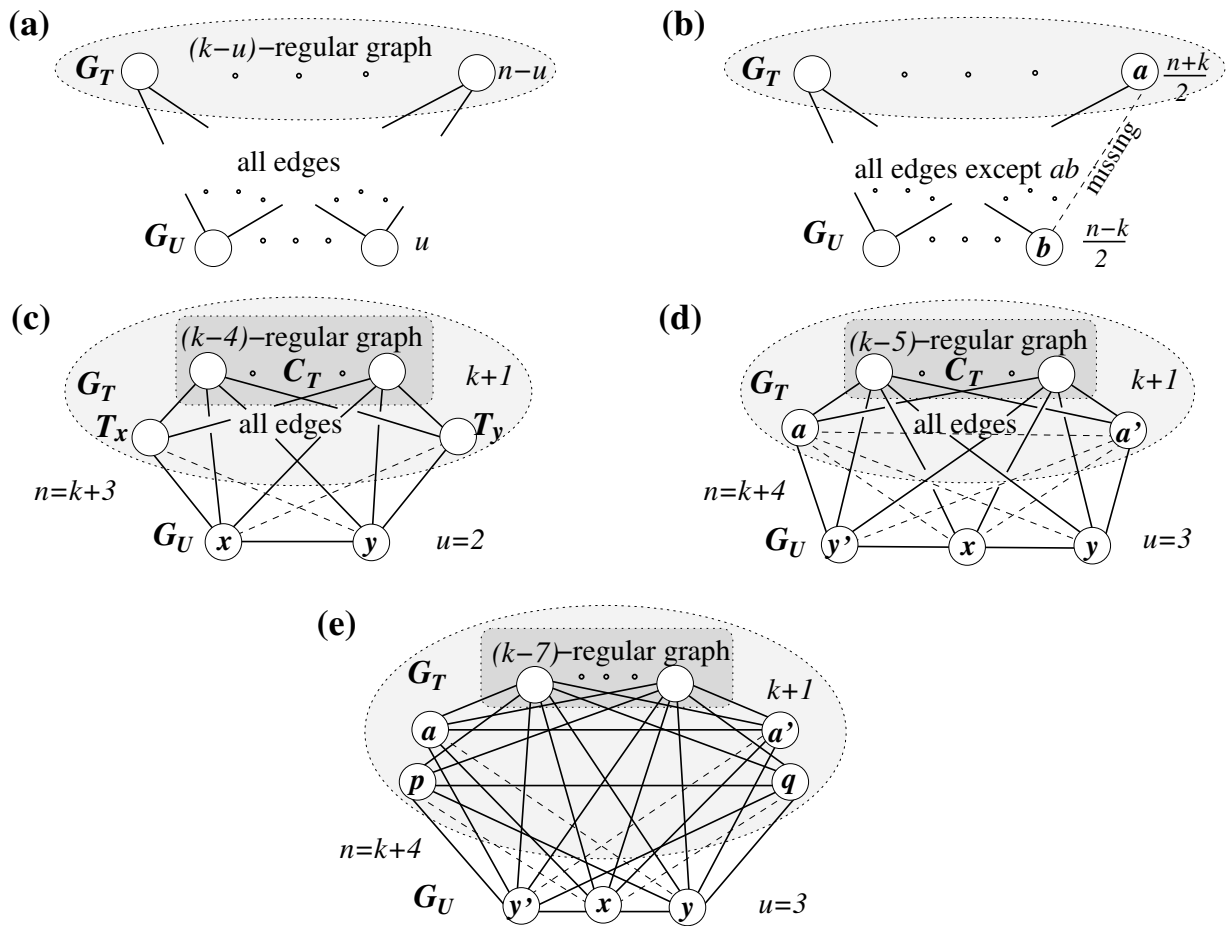 (a)
(k−u)−regular graph
G_T
n−u
all edges
G_U
u
(b)
G_T
a
n+k
2
missing
all edges except ab
G_U
b
n−k
2
(c)
(k−4)−regular graph
G_T
C_T
k+1
T_x
all edges
T_y
n=k+3
G_U
x
y
u=2
(d)
(k−5)−regular graph
G_T
C_T
k+1
a
all edges
a’
n=k+4
G_U
y’
x
y
u=3
(e)
(k−7)−regular graph
G_T
k+1
a
a’
p
q
n=k+4
G_U
y’
x
y
u=3